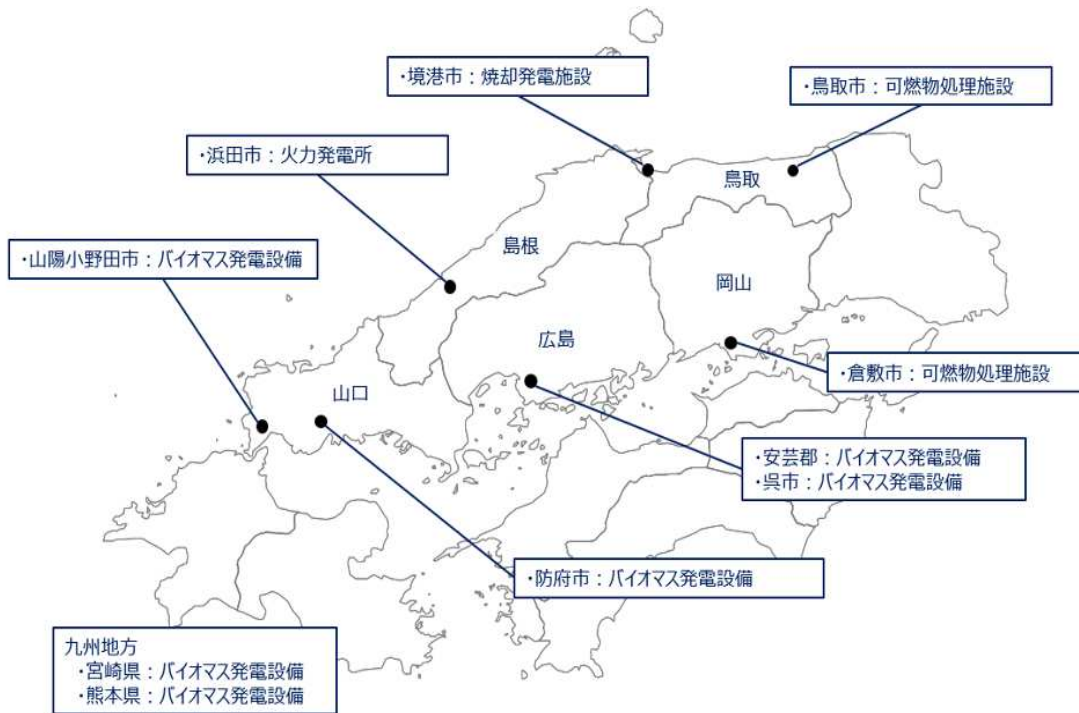 ・境港市：焼却発電施設
・鳥取市：可燃物処理施設
・浜田市：火力発電所
鳥取
島根
・山陽小野田市：バイオマス発電設備
岡山
広島
・倉敷市：可燃物処理施設
山口
・安芸郡：バイオマス発電設備
・呉市：バイオマス発電設備
・防府市：バイオマス発電設備
九州地方
・宮崎県：バイオマス発電設備
・熊本県：バイオマス発電設備